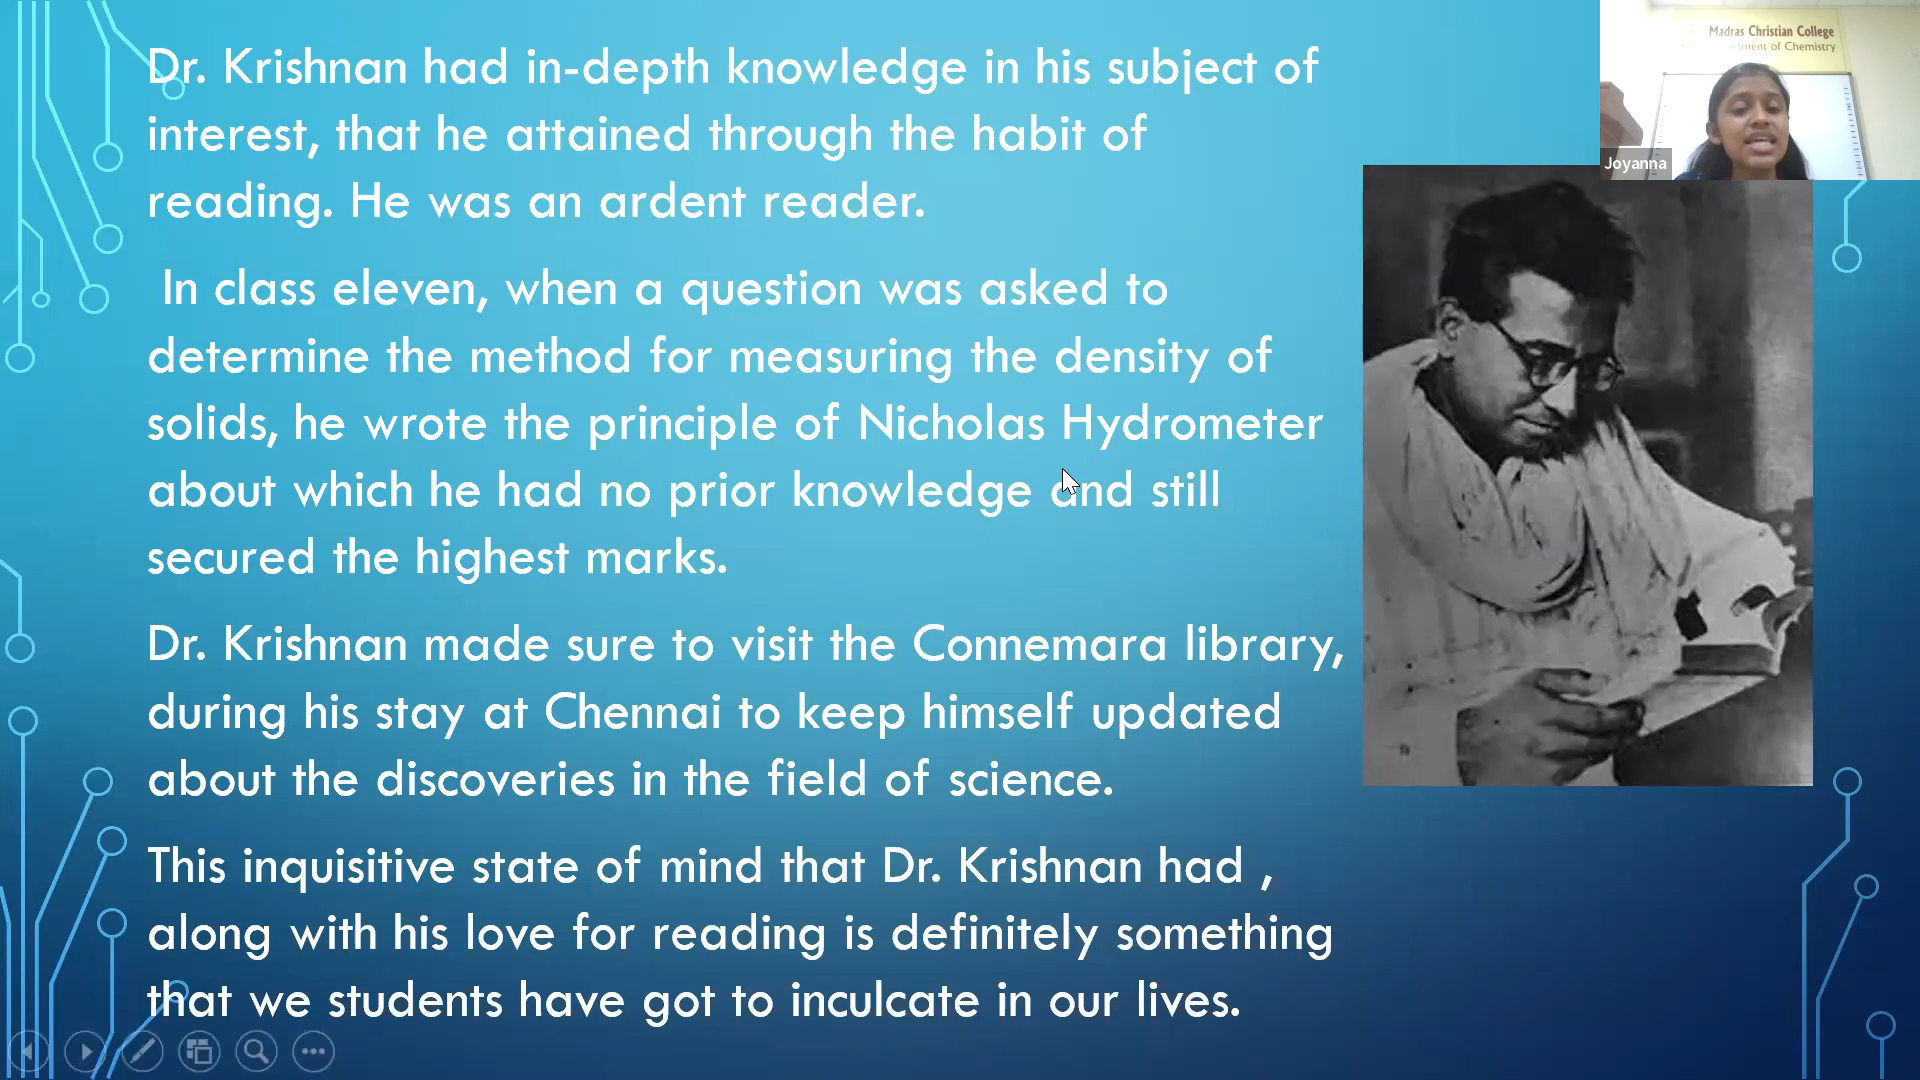 Dr. Krishnan had in-depth knowledge in his subject of
interest, that he attained through the habit of
reading. He was an ardent reader.
In class eleven, when a question was asked to
determine the method for measuring the density of
solids, he wrote the principle of Nicholas Hydrometer
about which he had no prior knowledge and still
secured the highest marks.
Dr. Krishnan made sure to visit the Connemara library,
during his stay at Chennai to keep himself updated
about the discoveries in the field of science.
This inquisitive state of mind that Dr. Krishnan had ,
along with his love for reading is definitely something
that we students have got to inculcate in our lives.
Madras Christian College
of Chemistry
Joyanna